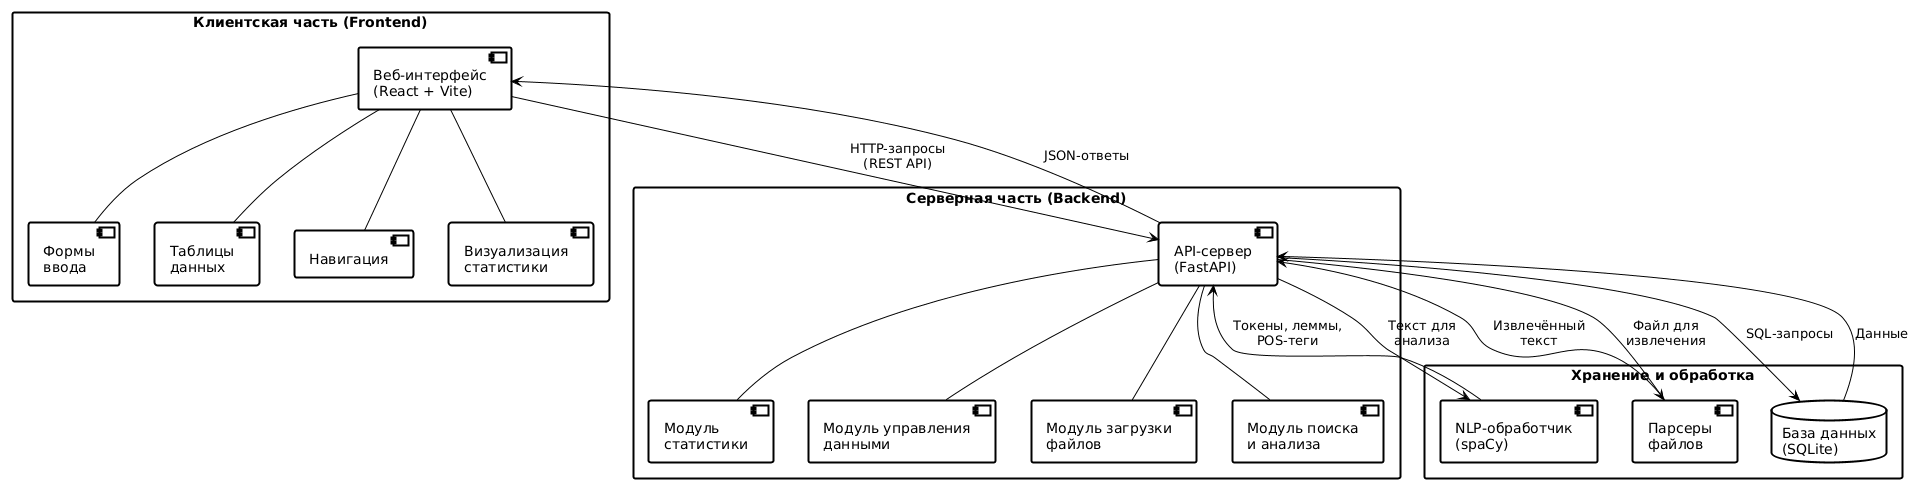 Клиентская часть (Frontend)
Веб-интерфейс
(React + Vite)
Формы
ввода
Таблицы
данных
Навигация
Визуализация
статистики
HTTP-запросы
(REST API)
JSON-ответы
Серверная часть (Backend)
API-сервер
(FastAPI)
Токены, леммы,
POS-теги
Текст для
анализа
Извлечённый
текст
Файл для
извлечения
SQL-запросы
Данные
Модуль
статистики
Модуль управления
данными
Модуль загрузки
файлов
Модуль поиска
и анализа
Хранение и обработка
NLP-обработчик
(spaCy)
Парсеры
файлов
База данных
(SQLite)